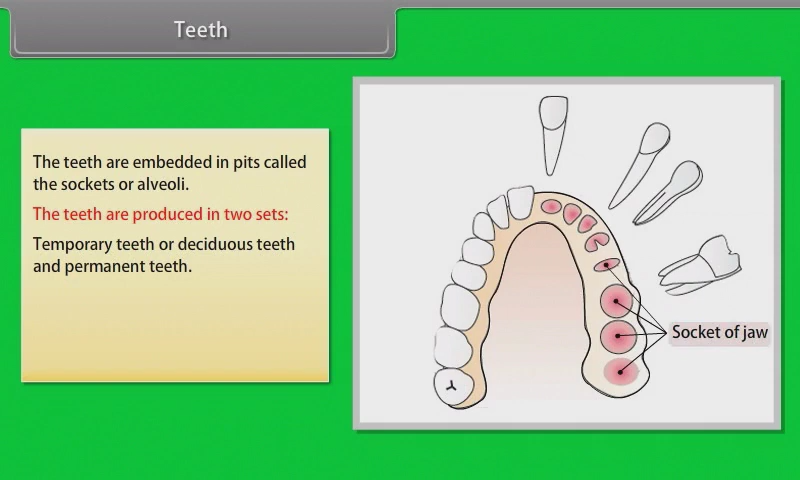 Teeth
The teeth are embedded in pits called
the sockets or alveoli.
The teeth are produced in two sets:
Temporary teeth or deciduous teeth
and permanent teeth.
Socket of jaw